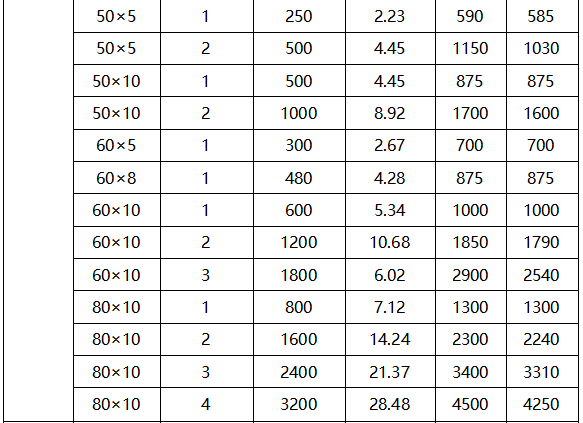 50×5 1 250 2.23 590 585
50×5 2 500 4.45 1150 1030
50×10 1 500 4.45 875 875
50×10 2 1000 8.92 1700 1600
60×5 1 300 2.67 700 700
60×8 1 480 4.28 875 875
60×10 1 600 5.34 1000 1000
60×10 2 1200 10.68 1850 1790
60×10 3 1800 6.02 2900 2540
80×10 1 800 7.12 1300 1300
80×10 2 1600 14.24 2300 2240
80×10 3 2400 21.37 3400 3310
80×10 4 3200 28.48 4500 4250